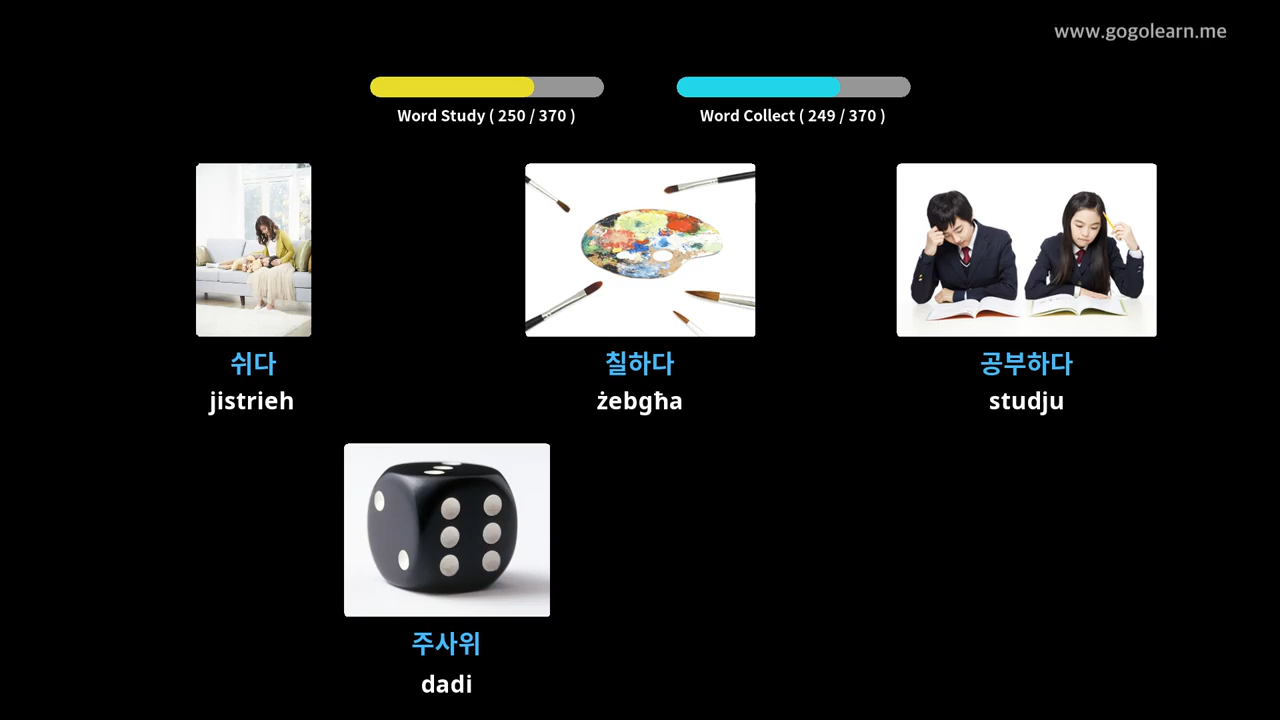 www.gogolearn.me
Word Study ( 250 / 370 )
Word Collect ( 249 / 370 )
쉬다
jistrieh
칠하다
żebgħa
공부하다
studju
주사위
dadi